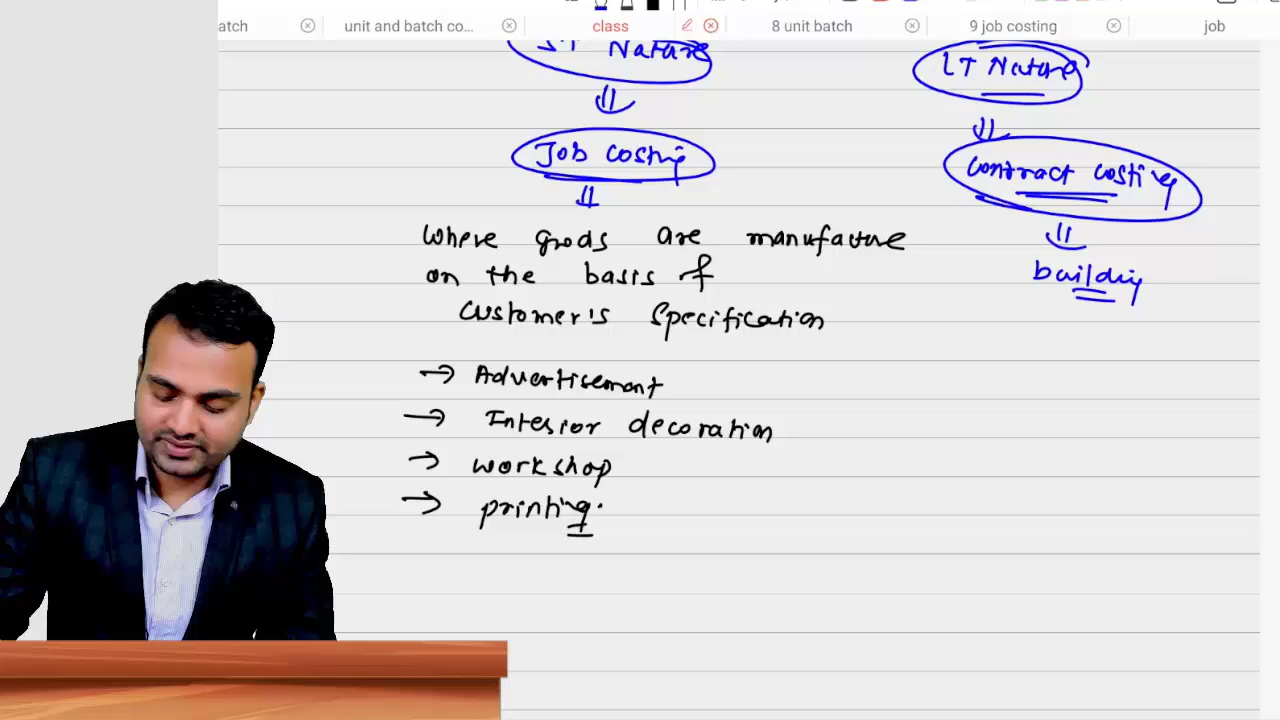 atch
unit and batch co...
class
8 unit batch
9 job costing
job
ST Nature
LT Nature
Job Costing
Contract Costing
Where goods are manufacture
on the basis of
Customer's Specification
building
→ Advertisement
→ Interior decoration
→ workshop
→ printing.